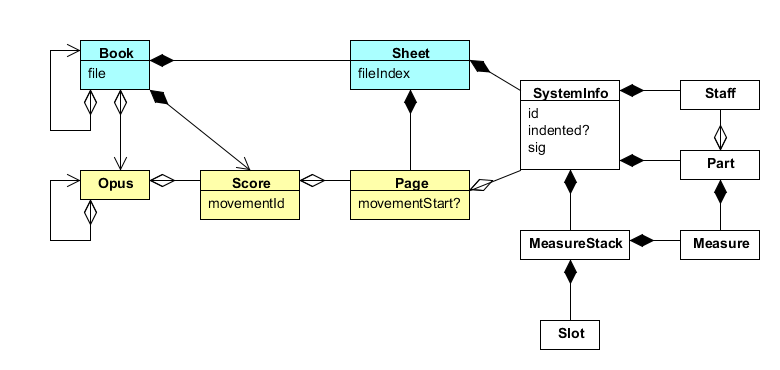 Book
file
Sheet
fileIndex
SystemInfo
id
indented?
sig
Staff
Part
Opus
Score
movementId
Page
movementStart?
MeasureStack
Measure
Slot